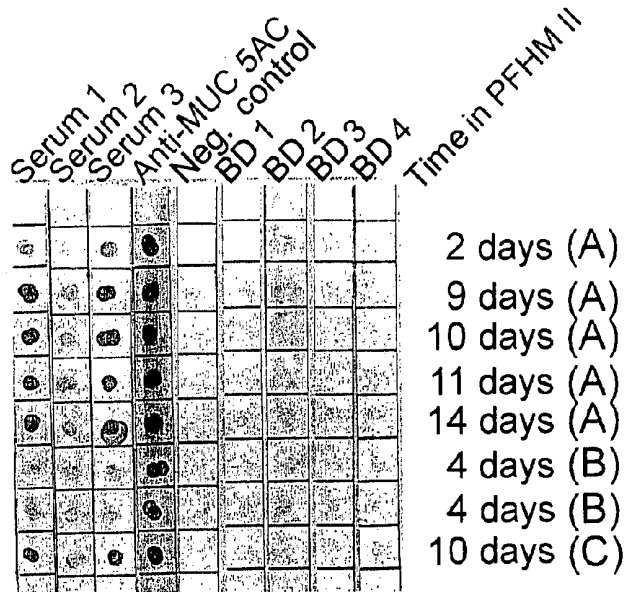 Serum 1
Serum 2
Serum 3
Anti-MUC 5AC
Neg. control
BD 1
BD 2
BD 3
BD 4
Time in PFHM II
2 days (A)
9 days (A)
10 days (A)
11 days (A)
14 days (A)
4 days (B)
4 days (B)
10 days (C)